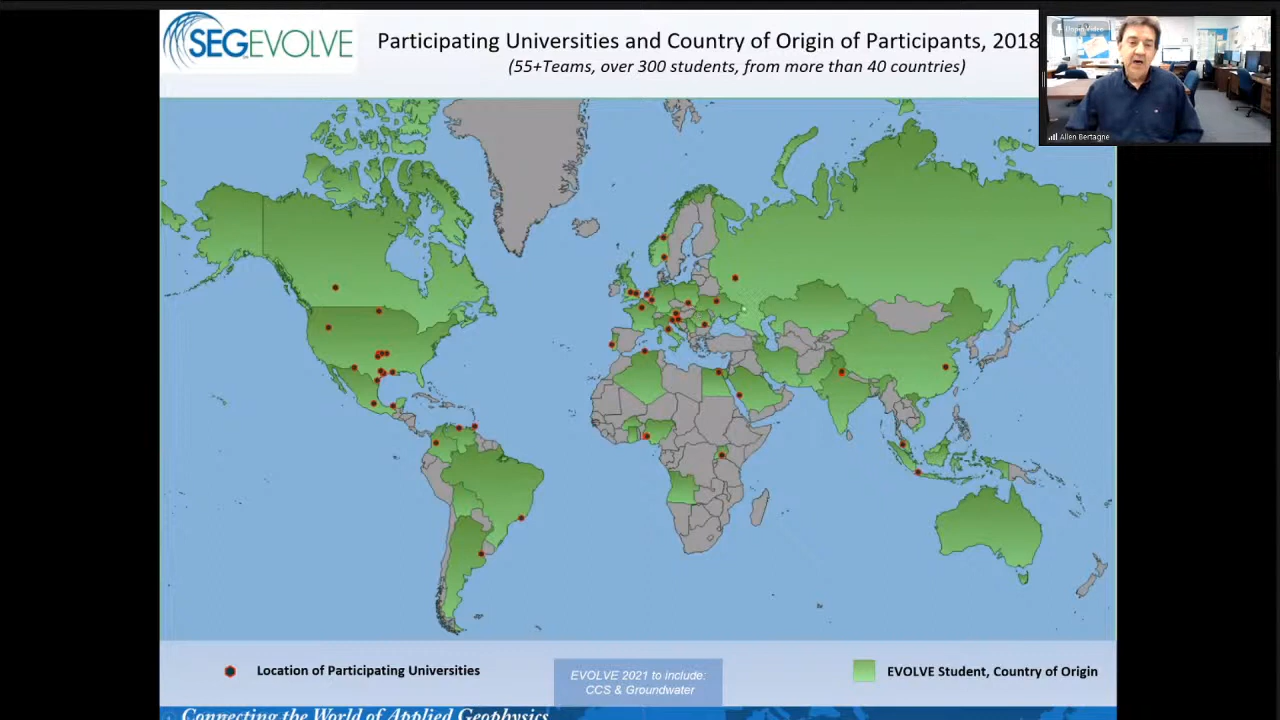 SEGEVOLVE
Participating Universities and Country of Origin of Participants, 2018
(55+Teams, over 300 students, from more than 40 countries)
Allen Bertagne
Location of Participating Universities
EVOLVE 2021 to include:
CCS & Groundwater
EVOLVE Student, Country of Origin
Connecting the World of Applied Geophysics